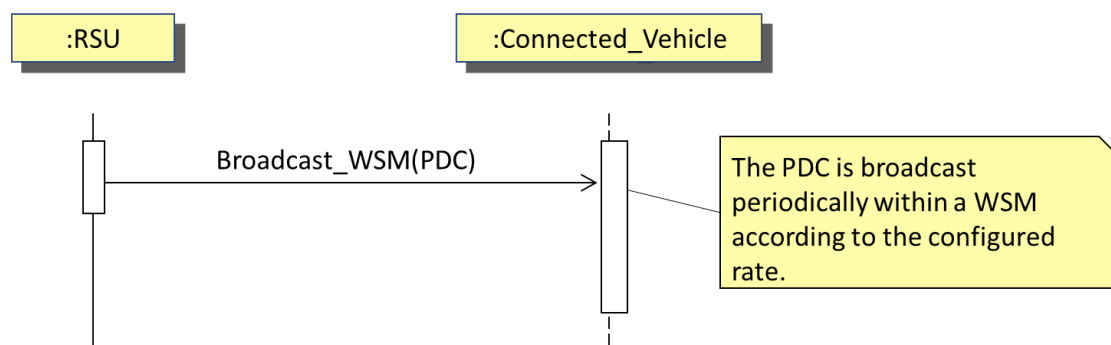 :RSU
:Connected_Vehicle
Broadcast_WSM(PDC)
The PDC is broadcast
periodically within a WSM
according to the configured
rate.